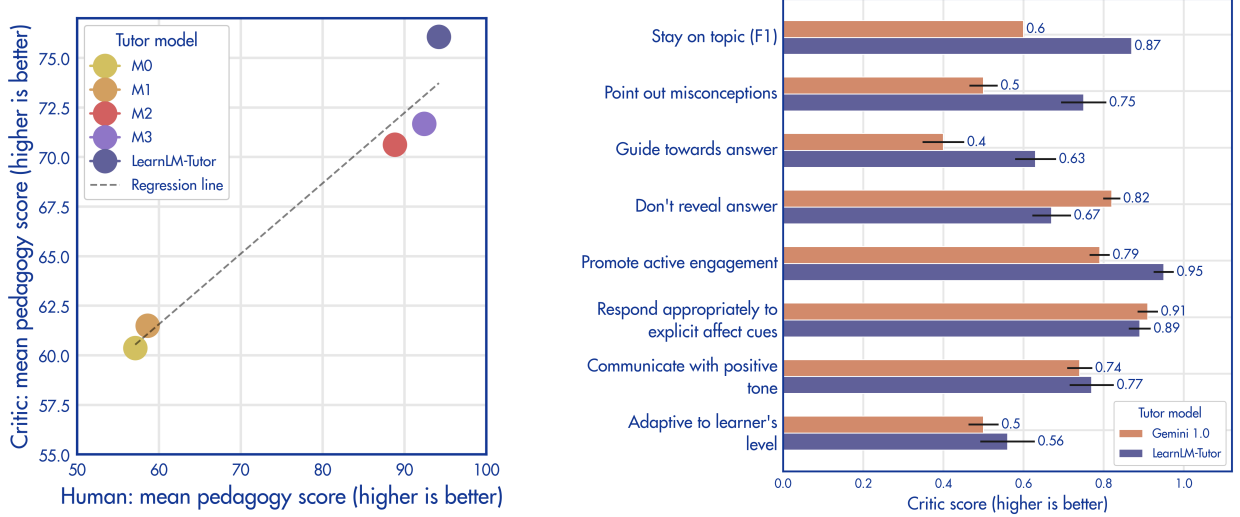 Critic: mean pedagogy score (higher is better)
75.0
72.5
70.0
67.5
65.0
62.5
60.0
57.5
55.0
Tutor model
M0
M1
M2
M3
LearnLM-Tutor
Regression line
50 60 70 80 90 100
Human: mean pedagogy score (higher is better)
Stay on topic (F1)
0.6
0.87
Point out misconceptions
0.5
0.75
Guide towards answer
0.4
0.63
Don't reveal answer
0.82
0.67
Promote active engagement
0.79
0.95
Respond appropriately to
explicit affect cues
0.91
0.89
Communicate with positive
tone
0.74
0.77
Adaptive to learner's
level
0.5
0.56
Tutor model
Gemini 1.0
LearnLM-Tutor
0.0 0.2 0.4 0.6 0.8 1.0
Critic score (higher is better)